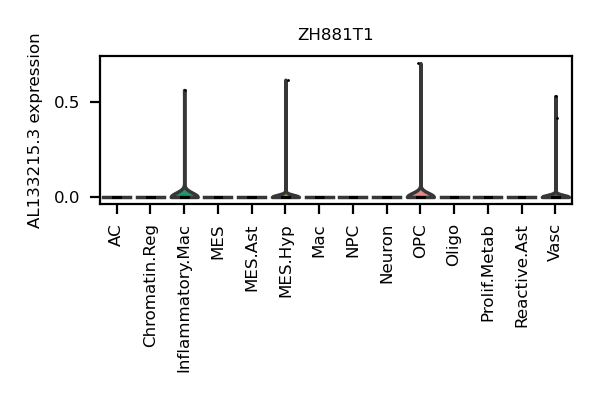 ZH881T1
AL133215.3 expression
0.5
0.0
AC
Chromatin.Reg
Inflammatory.Mac
MES
MES.Ast
MES.Hyp
Mac
NPC
Neuron
OPC
Oligo
Prolif.Metab
Reactive.Ast
Vasc